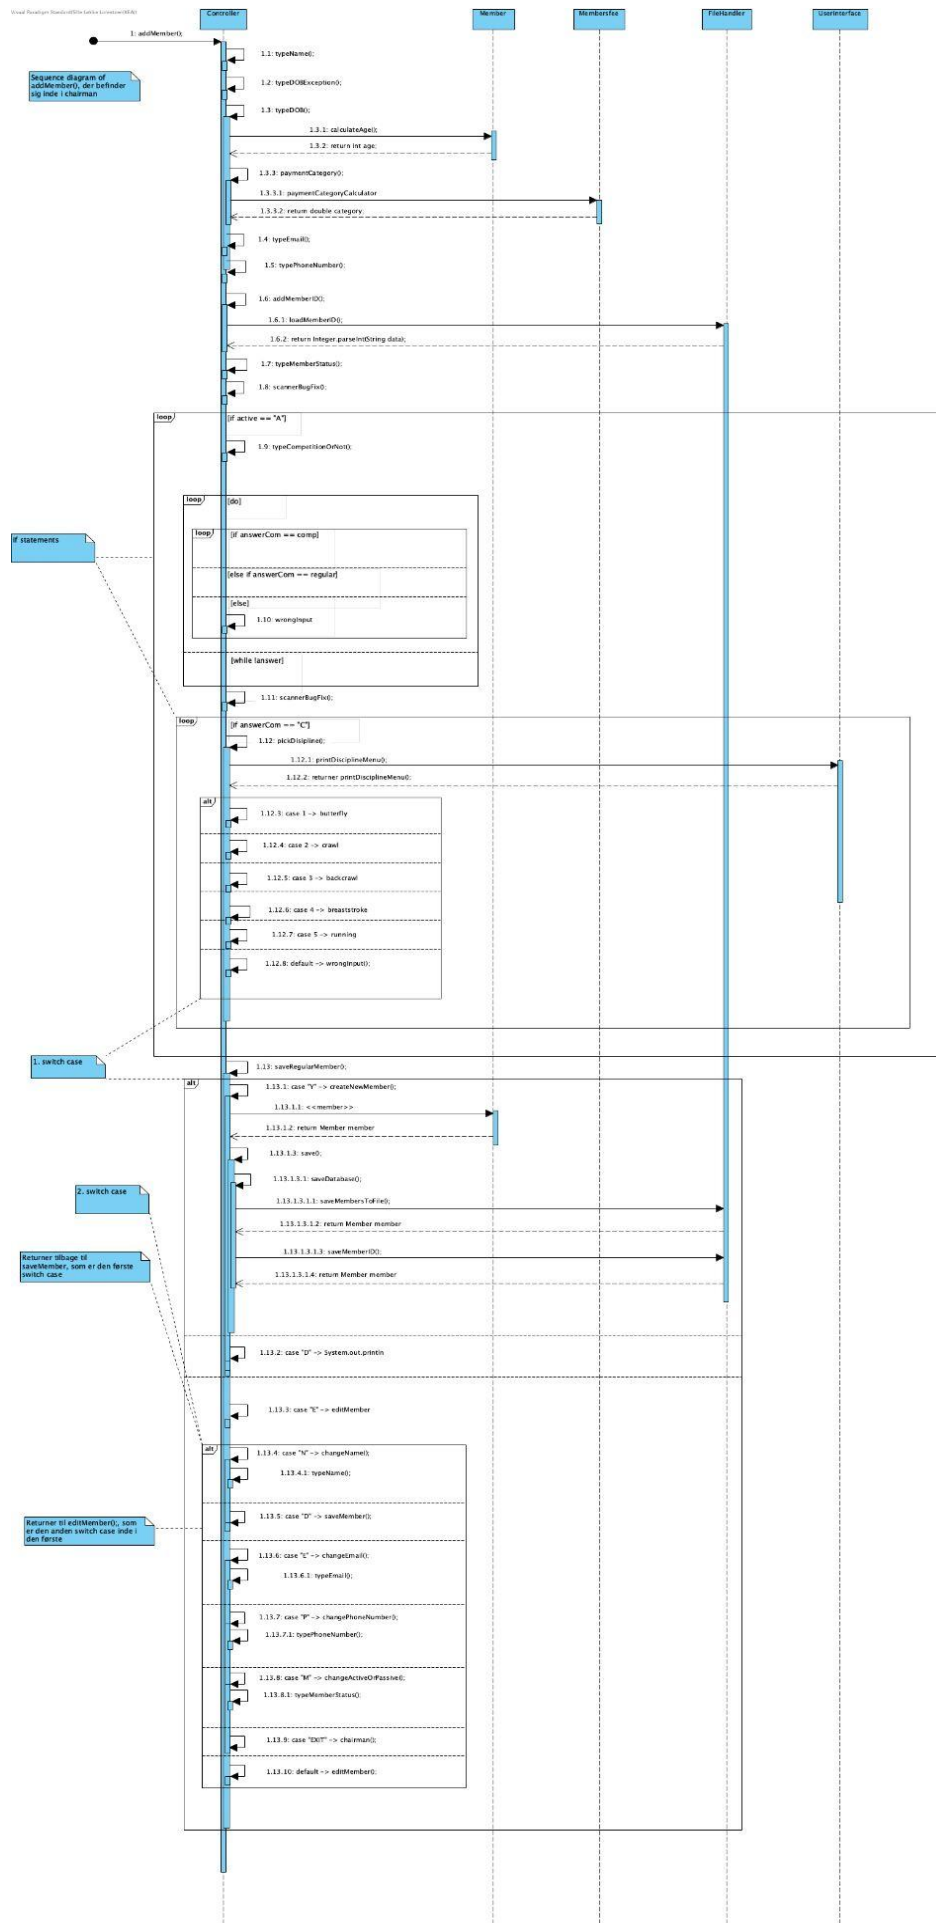 Controller
Member
Membersfee
FileHandler
UserInterface
1: addMember();
Sequence diagram of
addMember(), der befinder
sig inde i chairman
1.1: typeName();
1.2: typeDOBException();
1.3: typeDOB();
1.3.1: calculateAge();
1.3.2: return int age;
1.3.3: paymentCategory();
1.3.3.1: paymentCategoryCalculator
1.3.3.2: return double category;
1.4: typeEmail();
1.5: typePhoneNumber();
1.6: addMemberID();
1.6.1: loadMemberID();
1.6.2: return Integer.parseInt(String data);
1.7: typeMemberStatus();
1.8: scannerBugFix();
loop
[if active == "A"]
1.9: typeCompetitionOrNot();
loop
[do]
If statements
loop
[if answerCom == comp]
[else if answerCom == regular]
[else]
1.10: wrongInput
[while !answer]
1.11: scannerBugFix();
loop
[if answerCom == "C"]
1.12: pickDisipline();
1.12.1: printDisciplineMenu();
1.12.2: returner printDisciplineMenu();
alt
1.12.3: case 1 -> butterfly
1.12.4: case 2 -> crawl
1.12.5: case 3 -> backcrawl
1.12.6: case 4 -> breaststroke
1.12.7: case 5 -> running
1.12.8: default -> wrongInput();
1. switch case
1.13: saveRegularMember();
alt
1.13.1: case "Y" -> createNewMember();
1.13.1.1: <<member>>
1.13.1.2: return Member member
1.13.1.3: save();
1.13.1.3.1: saveDatabase();
2. switch case
1.13.1.3.1.1: saveMembersToFile();
1.13.1.3.1.2: return Member member
Returner tilbage til
saveMember, som er den første
switch case
1.13.1.3.1.3: saveMemberID();
1.13.1.3.1.4: return Member member
1.13.2: case "D" -> System.out.println
1.13.3: case "E" -> editMember
alt
1.13.4: case "N" -> changeName();
1.13.4.1: typeName();
1.13.5: case "D" -> saveMember();
Returner til editMember();, som
er den anden switch case inde i
den første
1.13.6: case "E" -> changeEmail();
1.13.6.1: typeEmail();
1.13.7: case "P" -> changePhoneNumber();
1.13.7.1: typePhoneNumber();
1.13.8: case "M" -> changeActiveOrPassive();
1.13.8.1: typeMemberStatus();
1.13.9: case "EXIT" -> chairman();
1.13.10: default -> editMember();